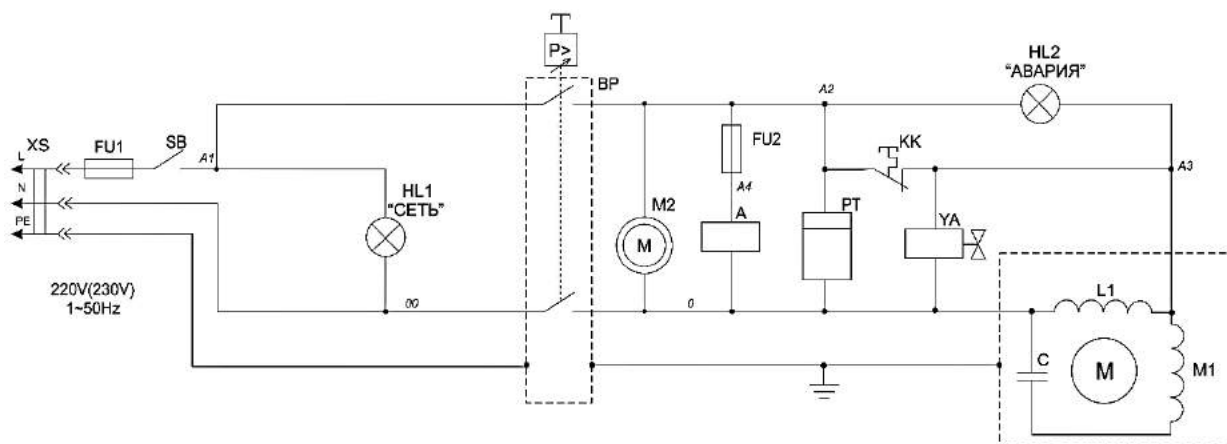 P>
BP
HL2
"АВАРИЯ"
A2
XS
FU1
SB
A1
L
N
PE
HL1
"СЕТЬ"
FU2
A4
KK
A3
M2
M
A
PT
YA
220V(230V)
1~50Hz
00
0
L1
C
M
M1